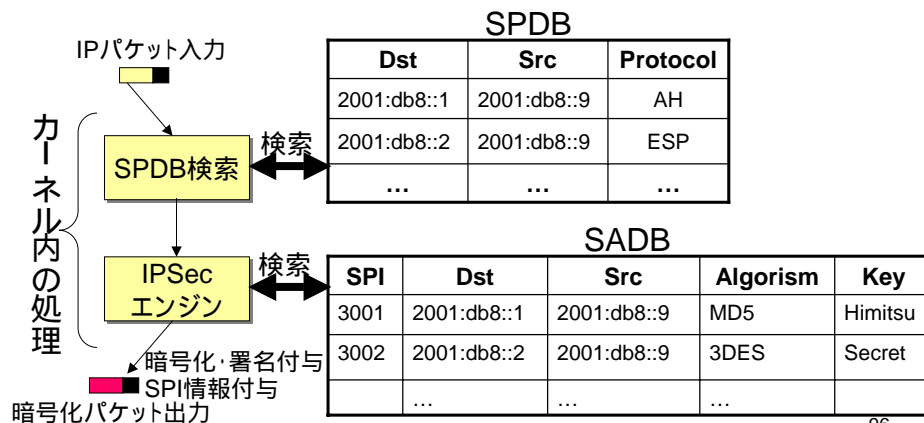 SPDB
IPパケット入力
Dst Src Protocol
2001:db8::1 2001:db8::9 AH
2001:db8::2 2001:db8::9 ESP
… … …
カーネル内の処理
SPDB検索
検索
SADB
IPSec
エンジン
検索
SPI Dst Src Algorism Key
3001 2001:db8::1 2001:db8::9 MD5 Himitsu
3002 2001:db8::2 2001:db8::9 3DES Secret
… … …
暗号化・署名付与
SPI情報付与
暗号化パケット出力